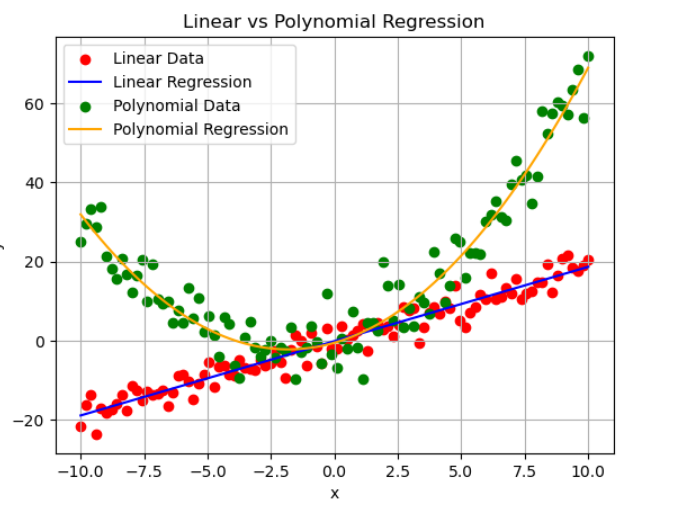 Linear vs Polynomial Regression
Linear Data
Linear Regression
Polynomial Data
Polynomial Regression
60
40
20
0
−20
−10.0 −7.5 −5.0 −2.5 0.0 2.5 5.0 7.5 10.0
x